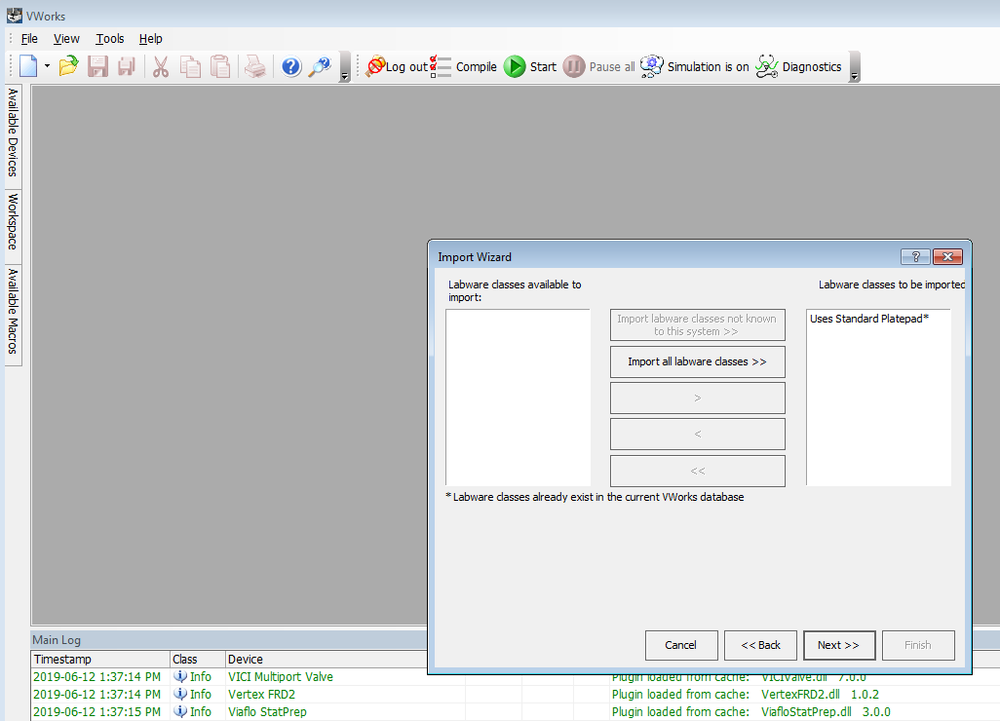 VWorks
File View Tools Help
Log out Compile Start Pause all Simulation is on Diagnostics
Available Devices
Workspace
Available Macros
Import Wizard
Labware classes available to
import:
Labware classes to be imported
Import labware classes not known
to this system >>
Uses Standard Platepad*
Import all labware classes >>
>
<
<<
* Labware classes already exist in the current VWorks database
Cancel << Back Next >> Finish
Main Log
Timestamp Class Device
2019-06-12 1:37:14 PM Info VICI Multiport Valve Plugin loaded from cache: VICIValve.dll 7.0.0
2019-06-12 1:37:14 PM Info Vertex FRD2 Plugin loaded from cache: VertexFRD2.dll 1.0.2
2019-06-12 1:37:15 PM Info Viaflo StatPrep Plugin loaded from cache: ViafloStatPrep.dll 3.0.0